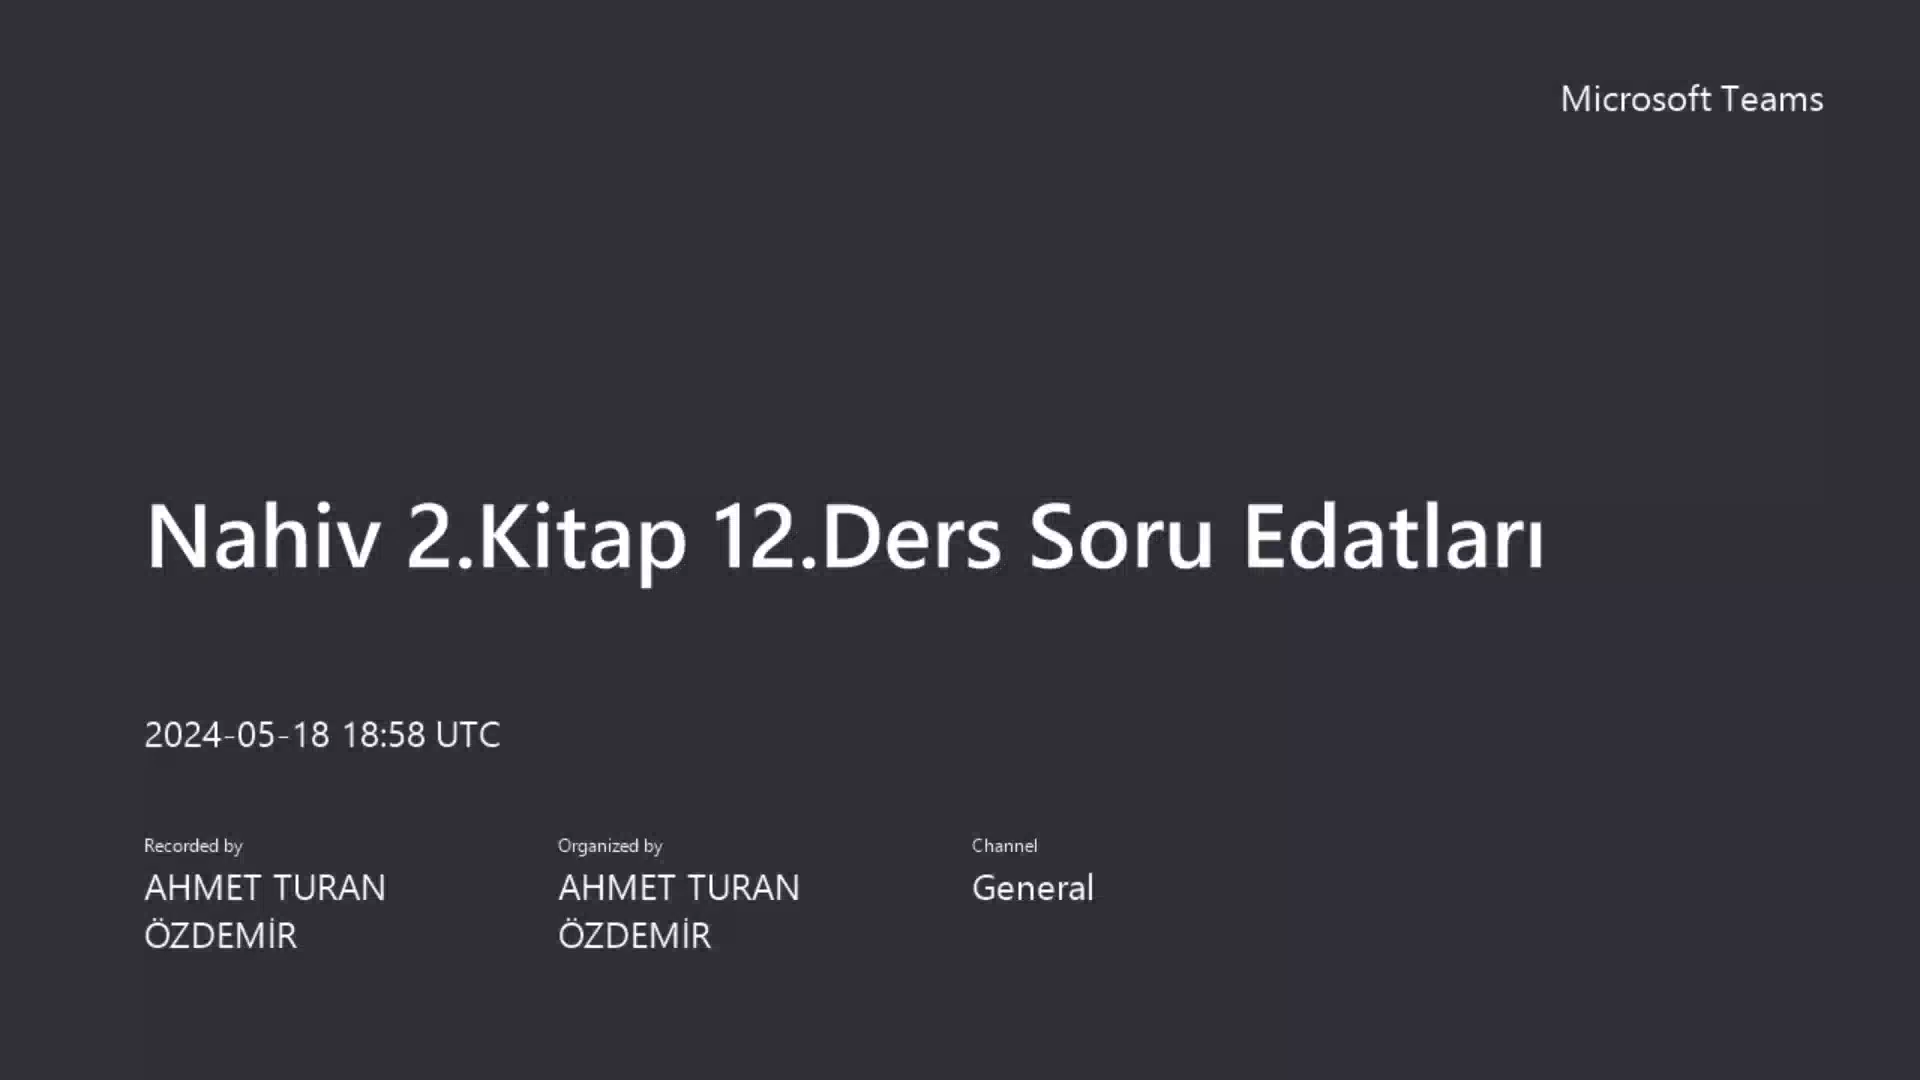 Microsoft Teams
Nahiv 2.Kitap 12.Ders Soru Edatları
2024-05-18 18:58 UTC
Recorded by
AHMET TURAN
ÖZDEMİR
Organized by
AHMET TURAN
ÖZDEMİR
Channel
General